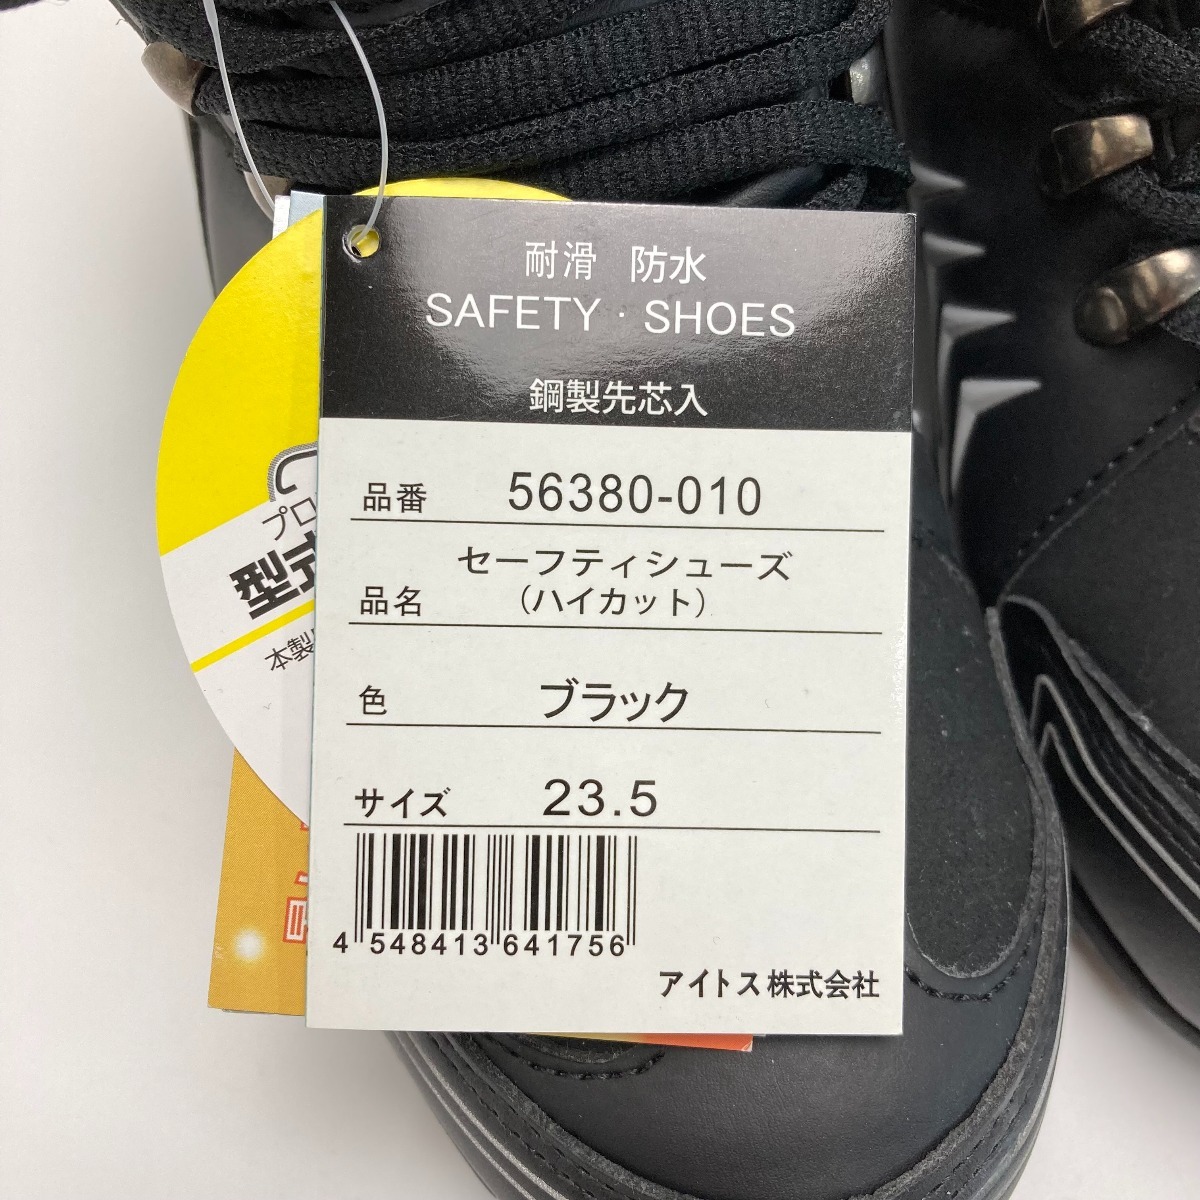 耐滑 防水
SAFETY・SHOES
鋼製先芯入
品番 56380-010
セーフティシューズ
品名 (ハイカット)
色 ブラック
サイズ 23.5
4 548413 641756
アイトス株式会社
プロ
型式
本製